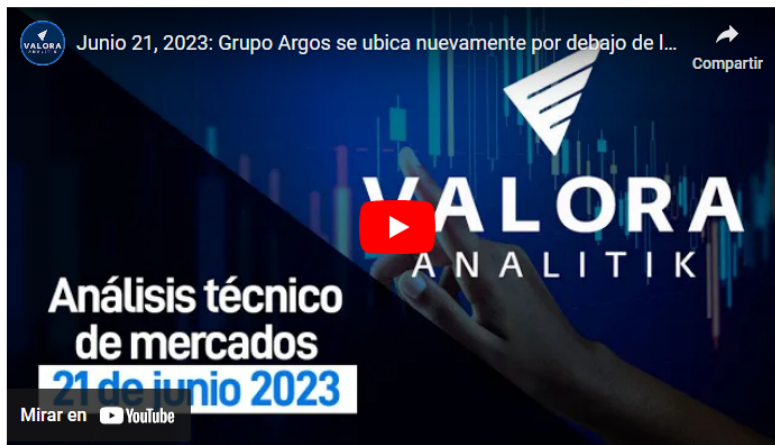 VALORA
ANALITIK
Junio 21, 2023: Grupo Argos se ubica nuevamente por debajo de l...
Compartir
VALORA
ANALITIK
Análisis técnico
de mercados
21 de junio 2023
Mirar en YouTube